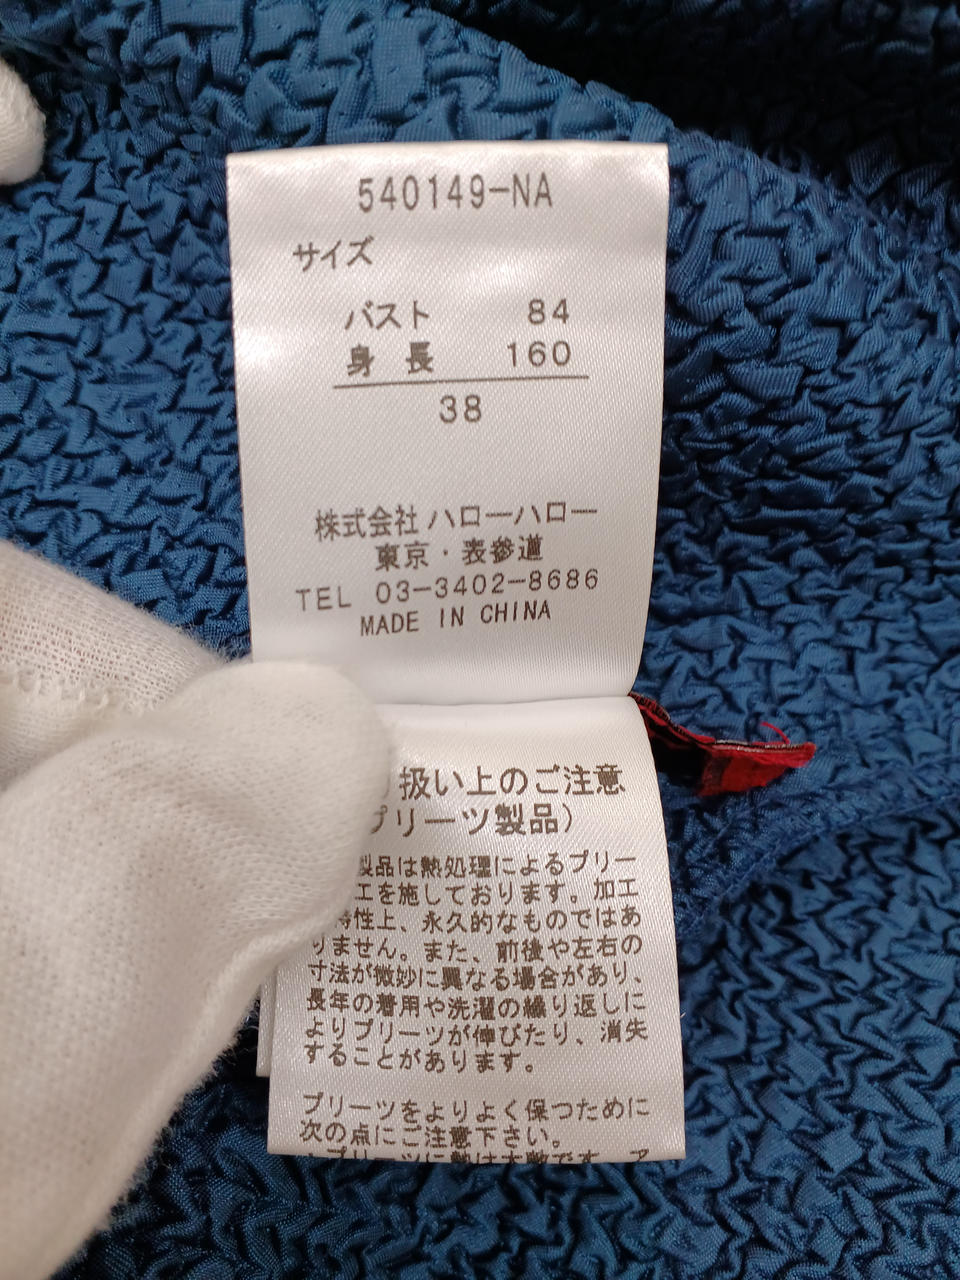 540149-NA
サイズ
バスト 84
身 長 160
38
株式会社 ハローハロー
東京・表参道
TEL 03-3402-8686
MADE IN CHINA
扱い上のご注意
プリーツ製品）
製品は熱処理によるプリー
工を施しております。加工
特性上、永久的なものではあ
りません。また、前後や左右の
寸法が微妙に異なる場合があり、
長年の着用や洗濯の繰り返しに
よりプリーツが伸びたり、消失
することがあります。
プリーツをよりよく保つために
次の点にご注意下さい。